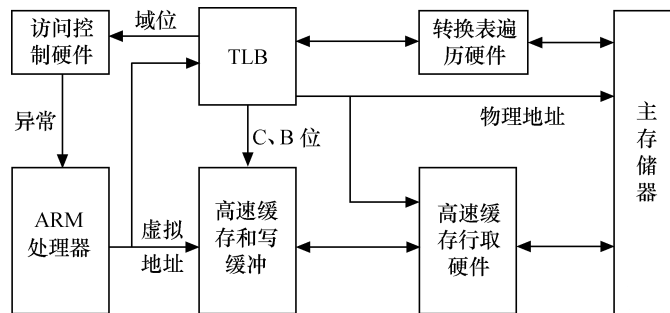 访问控
制硬件
域位
TLB
转换表遍
历硬件
主
存
储
器
异常
C、B 位
物理地址
ARM
处理器
虚拟
地址
高速缓
存和写
缓冲
高速缓
存行取
硬件